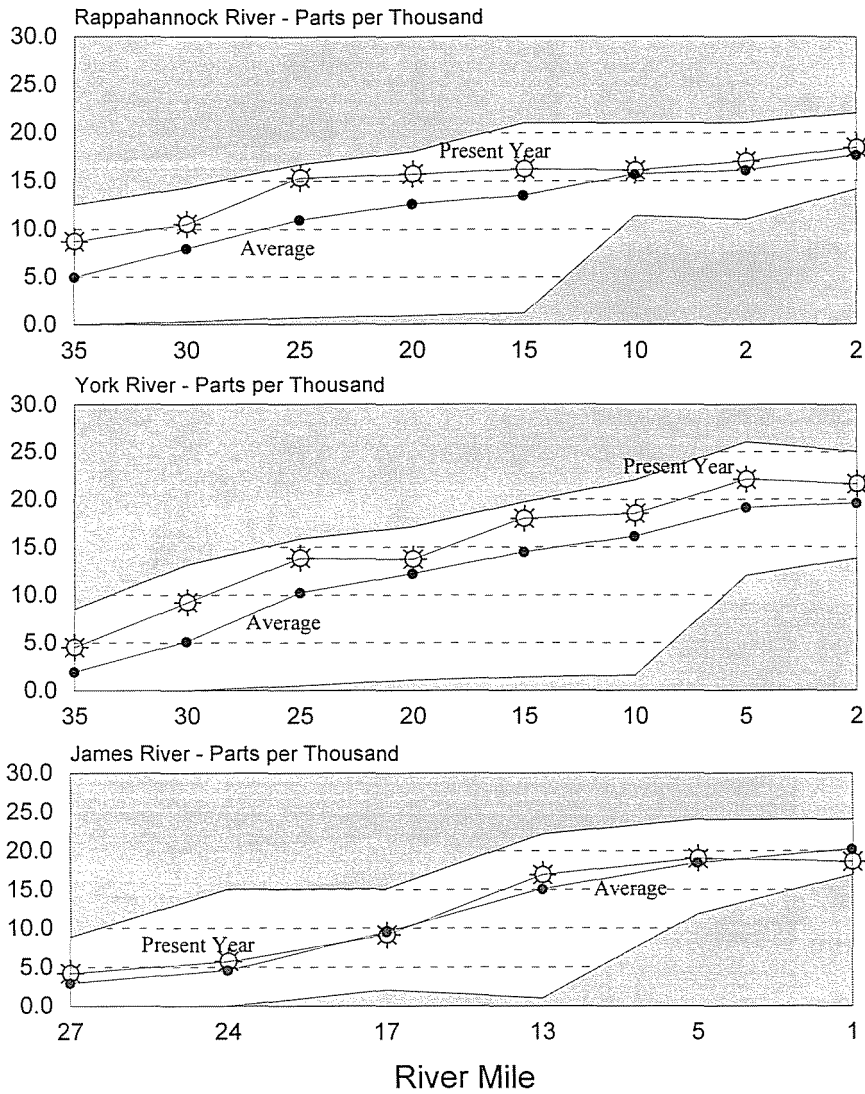 Rappahannock River - Parts per Thousand
30.0
25.0
20.0
15.0
10.0
5.0
0.0
Present Year
Average
35 30 25 20 15 10 2 2
York River - Parts per Thousand
30.0
25.0
20.0
15.0
10.0
5.0
0.0
Present Year
Average
35 30 25 20 15 10 5 2
James River - Parts per Thousand
30.0
25.0
20.0
15.0
10.0
5.0
0.0
Average
Present Year
27 24 17 13 5 1
River Mile